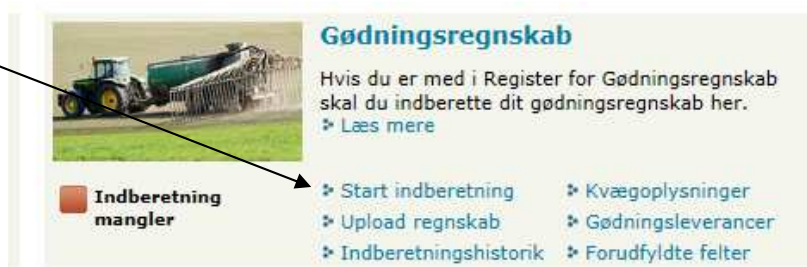 Gødningsregnskab
Hvis du er med i Register for Gødningsregnskab
skal du indberette dit gødningsregnskab her.
Læs mere
Indberetning
mangler
Start indberetning
Kvægoplysninger
Upload regnskab
Gødningsleverancer
Indberetningshistorik
Forudfyldte felter